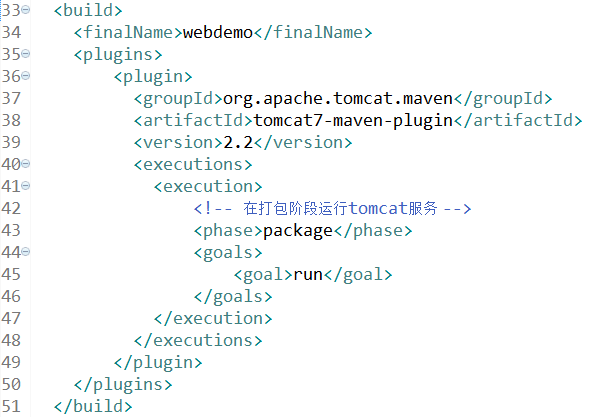 33 <build>
34 <finalName>webdemo</finalName>
35 <plugins>
36 <plugin>
37 <groupId>org.apache.tomcat.maven</groupId>
38 <artifactId>tomcat7-maven-plugin</artifactId>
39 <version>2.2</version>
40 <executions>
41 <execution>
42 <!-- 在打包阶段运行tomcat服务 -->
43 <phase>package</phase>
44 <goals>
45 <goal>run</goal>
46 </goals>
47 </execution>
48 </executions>
49 </plugin>
50 </plugins>
51 </build>